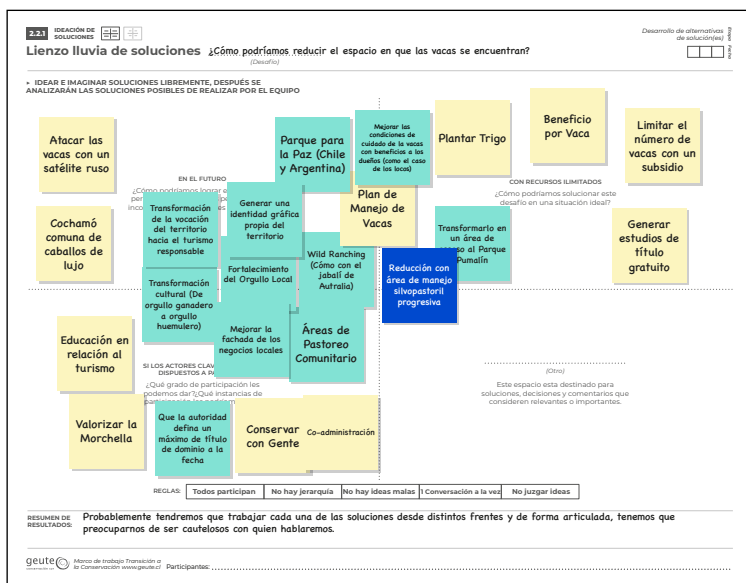 2.2.1
IDEACIÓN DE
SOLUCIONES
Lienzo lluvia de soluciones
¿Cómo podríamos reducir el espacio en que las vacas se encuentran?
(Desafío)
Desarrollo de alternativas
de solución(es)
Etapa
Fecha
IDEAR E IMAGINAR SOLUCIONES LIBREMENTE, DESPUÉS SE
ANALIZARÁN LAS SOLUCIONES POSIBLES DE REALIZAR POR EL EQUIPO
Atacar las
vacas con un
satélite ruso
Parque para
la Paz (Chile
y Argentina)
Mejorar las
condiciones de
cuidado de la vacas
con beneficios a los
dueños (como el caso
de los locos)
Plantar Trigo
Beneficio
por Vaca
Limitar el
número de
vacas con un
subsidio
EN EL FUTURO
¿Cómo podríamos lograr
CON RECURSOS ILIMITADOS
¿Cómo podríamos solucionar este
desafío en una situación ideal?
Cochamó
comuna de
caballos de
lujo
Transformación
de la vocación
del territorio
hacia el turismo
responsable
Generar una
identidad gráfica
propia del
territorio
Plan de
Manejo de
Vacas
Transformarlo en
un área de
al Parque
Pumalín
Generar
estudios de
título
gratuito
Transformación
cultural (De
orgullo ganadero
a orgullo
huemulero)
Fortalecimiento
del Orgullo Local
Wild Ranching
(Cómo con el
jabalí de
Autralia)
Reducción con
área de manejo
silvopastoril
progresiva
Educación en
relación al
turismo
Mejorar la
fachada de los
negocios locales
Áreas de
Pastoreo
Comunitario
SI LOS ACTORES
DISPUESTOS A
¿Qué grado de participación les
podemos dar?¿Qué instancias de
(Otro)
Este espacio esta destinado para
soluciones, decisiones y comentarios que
consideren relevantes o importantes.
Valorizar la
Morchella
Que la autoridad
defina un
máximo de título
de dominio a la
fecha
Conservar
con Gente
Co-administración
REGLAS:
Todos participan
No hay jerarquía
No hay ideas malas
1 Conversación a la vez
No juzgar ideas
RESUMEN DE
RESULTADOS:
Probablemente tendremos que trabajar cada una de las soluciones desde distintos frentes y de forma articulada, tenemos que
preocuparnos de ser cautelosos con quien hablaremos.
geute
Marco de trabajo Transición a
la Conservación www.geute.cl
Participantes: